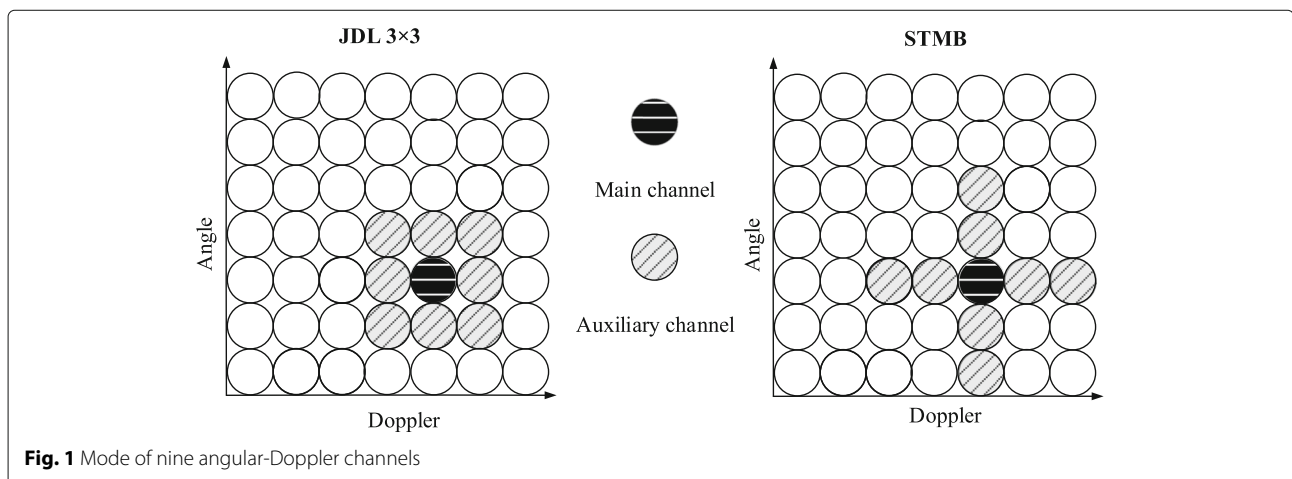 JDL 3×3
STMB
Angle
Doppler
Main channel
Auxiliary channel
Angle
Doppler
Fig. 1 Mode of nine angular-Doppler channels